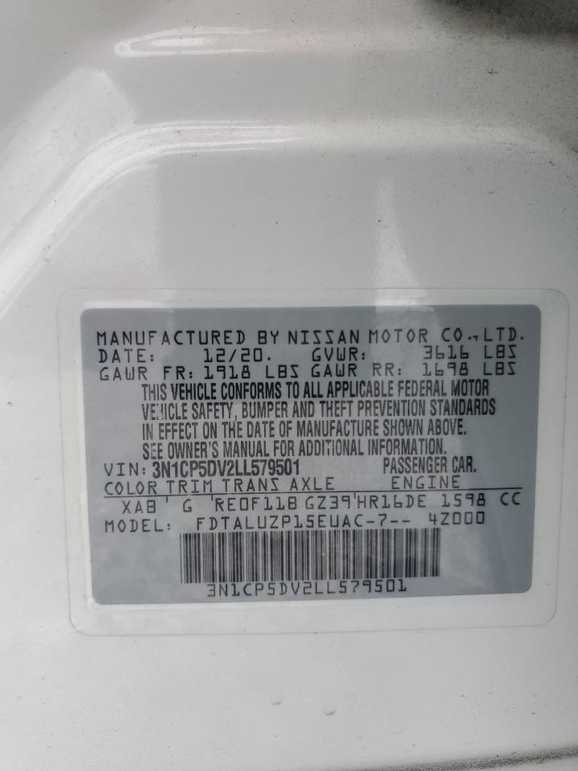 MANUFACTURED BY NISSAN MOTOR CO.,LTD.
DATE: 12/20. GVWR: 3616 LBS
GAWR FR: 1918 LBS GAWR RR: 1698 LBS
THIS VEHICLE CONFORMS TO ALL APPLICABLE FEDERAL MOTOR
VEHICLE SAFETY, BUMPER AND THEFT PREVENTION STANDARDS
IN EFFECT ON THE DATE OF MANUFACTURE SHOWN ABOVE.
SEE OWNER'S MANUAL FOR ADDITIONAL INFORMATION.
VIN: 3N1CP5DV2LL579501 PASSENGER CAR.
COLOR TRIM TRANS AXLE ENGINE
XAB' G 'RE0F11B GZ39'HR16DE 1598 CC
MODEL: FDTALUZP15EUAC-7-- 4Z000
3N1CP5DV2LL579501